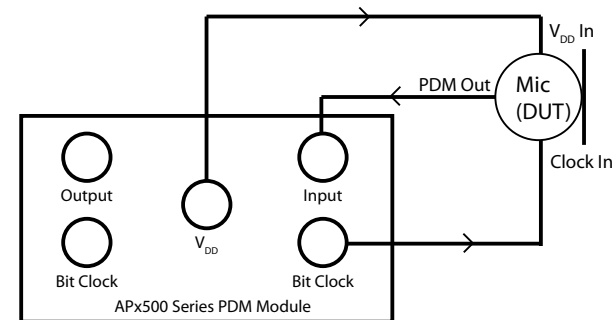 V_DD In
PDM Out
Mic
(DUT)
Clock In
Output
Input
V_DD
Bit Clock
Bit Clock
APx500 Series PDM Module